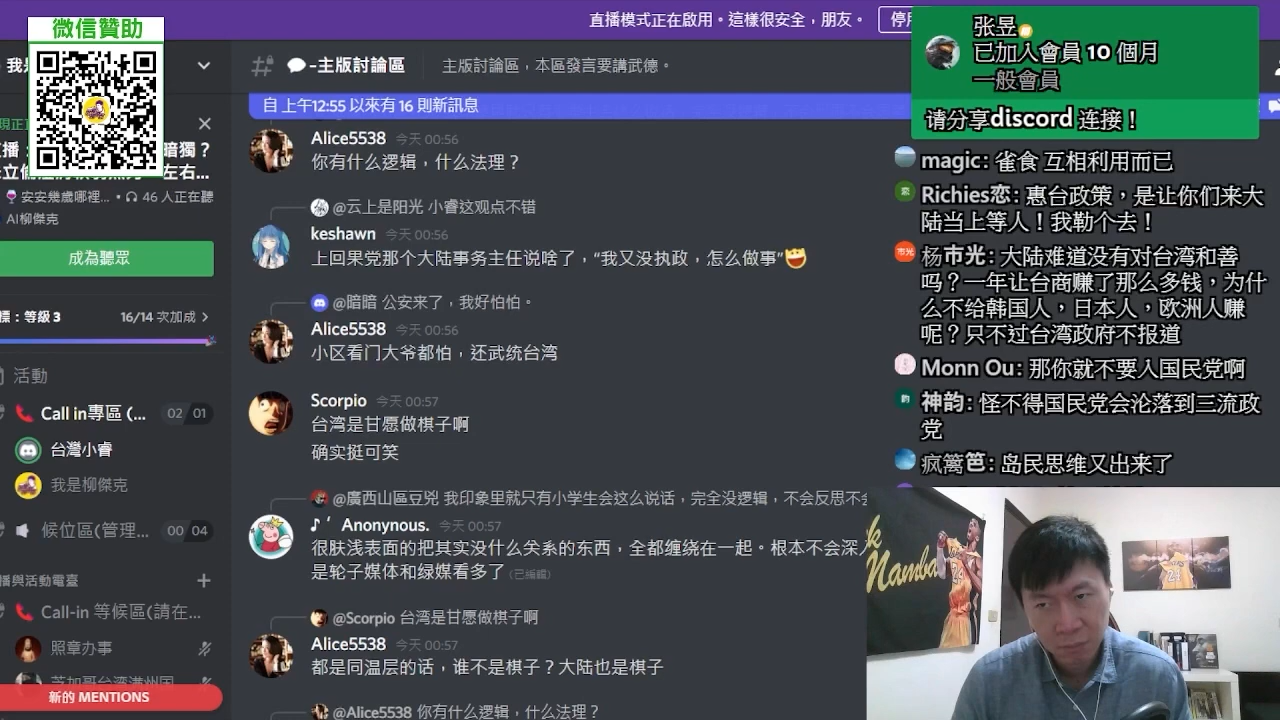 微信贊助
直播模式正在啟用。這樣很安全，朋友。
停用
-主版討論區
主版討論區，本區發言要講武德。
自 上午12:55 以來有 16 則新訊息
安安幾歲哪裡... • 46 人正在聽
AI柳傑克
成為聽眾
標：等級 3
16/14 次加成
活動
Call in專區 (...
02 01
台灣小睿
我是柳傑克
候位區(管理...
00 04
播與活動電臺
Call-in 等候區(請在...
照章办事
新的 MENTIONS
Alice5538 今天 00:56
你有什么逻辑，什么法理？
@云上是阳光 小睿这观点不错
keshawn 今天 00:56
上回果党那个大陆事务主任说啥了，“我又没执政，怎么做事”
@暗暗 公安来了，我好怕怕。
Alice5538 今天 00:56
小区看门大爷都怕，还武统台湾
Scorpio 今天 00:57
台湾是甘愿做棋子啊
确实挺可笑
@廣西山區豆兇 我印象里就只有小学生会这么说话，完全没逻辑，不会反思不会
♪ ‘ Anonymous. 今天 00:57
很肤浅表面的把其实没什么关系的东西，全都缠绕在一起。根本不会深入
是轮子媒体和绿媒看多了 (已編輯)
@Scorpio 台湾是甘愿做棋子啊
Alice5538 今天 00:57
都是同温层的话，谁不是棋子？大陆也是棋子
@Alice5538 你有什么逻辑，什么法理？
张昱
已加入會員 10 個月
一般會員
请分享discord 连接！
magic: 雀食 互相利用而已
Richies恋: 惠台政策，是让你们来大
陆当上等人！我勒个去！
杨市光: 大陆难道没有对台湾和善
吗？一年让台商赚了那么多钱，为什
么不给韩国人，日本人，欧洲人赚
呢？只不过台湾政府不报道
Monn Ou: 那你就不要入国民党啊
神韵: 怪不得国民党会沦落到三流政
党
疯篱笆: 岛民思维又出来了
Mamba
24